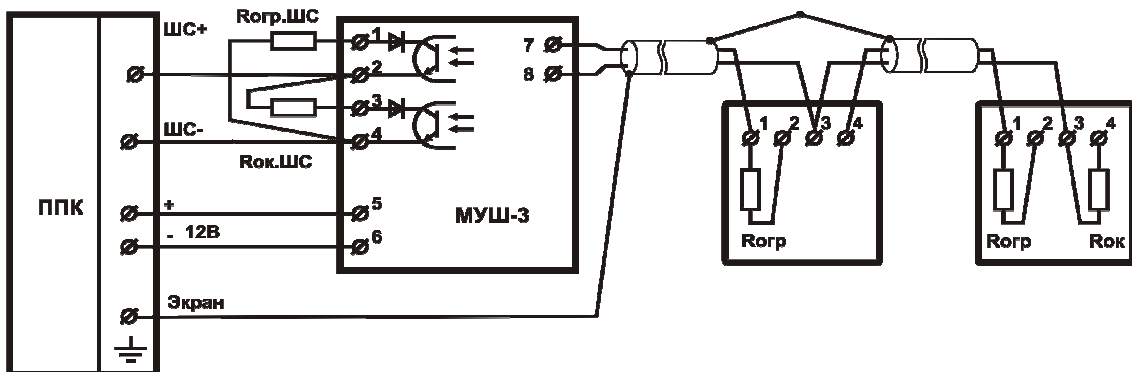 ШС+
Rогр.ШС
1
2
3
4
ШС-
Rок.ШС
ППК
+
- 12В
Экран
5
6
МУШ-3
7
8
1 2 3 4
Rогр
1 2 3 4
Rогр
Rок